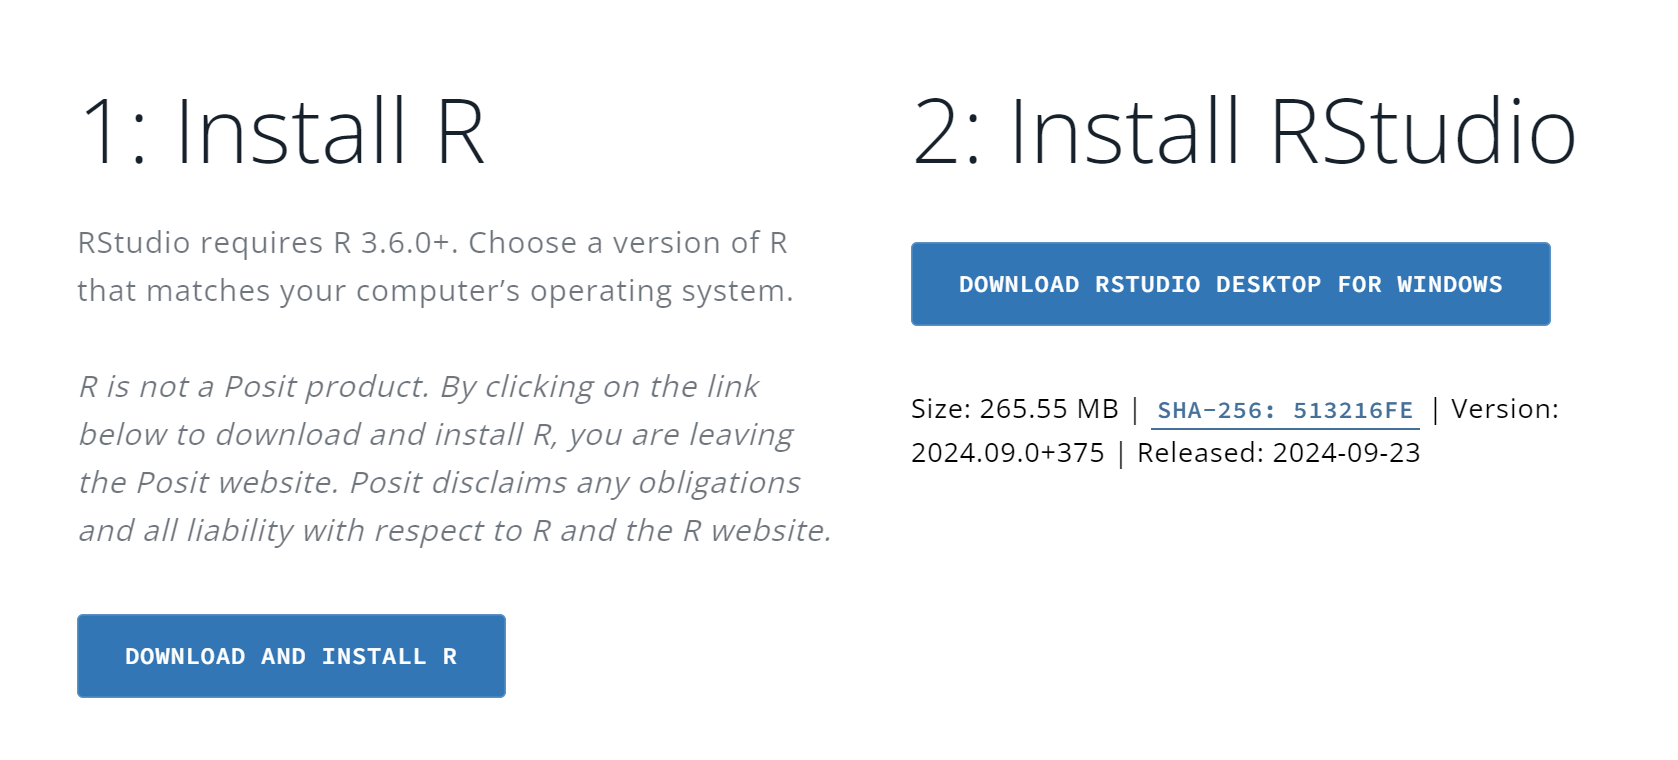 1: Install R
RStudio requires R 3.6.0+. Choose a version of R
that matches your computer’s operating system.
R is not a Posit product. By clicking on the link
below to download and install R, you are leaving
the Posit website. Posit disclaims any obligations
and all liability with respect to R and the R website.
DOWNLOAD AND INSTALL R
2: Install RStudio
DOWNLOAD RSTUDIO DESKTOP FOR WINDOWS
Size: 265.55 MB | SHA-256: 513216FE | Version:
2024.09.0+375 | Released: 2024-09-23